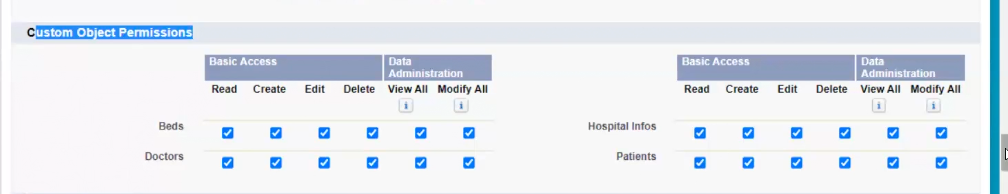 Custom Object Permissions
Basic Access Data Administration Basic Access Data Administration
Read Create Edit Delete View All Modify All Read Create Edit Delete View All Modify All
i i i i
Beds Hospital Infos
Doctors Patients